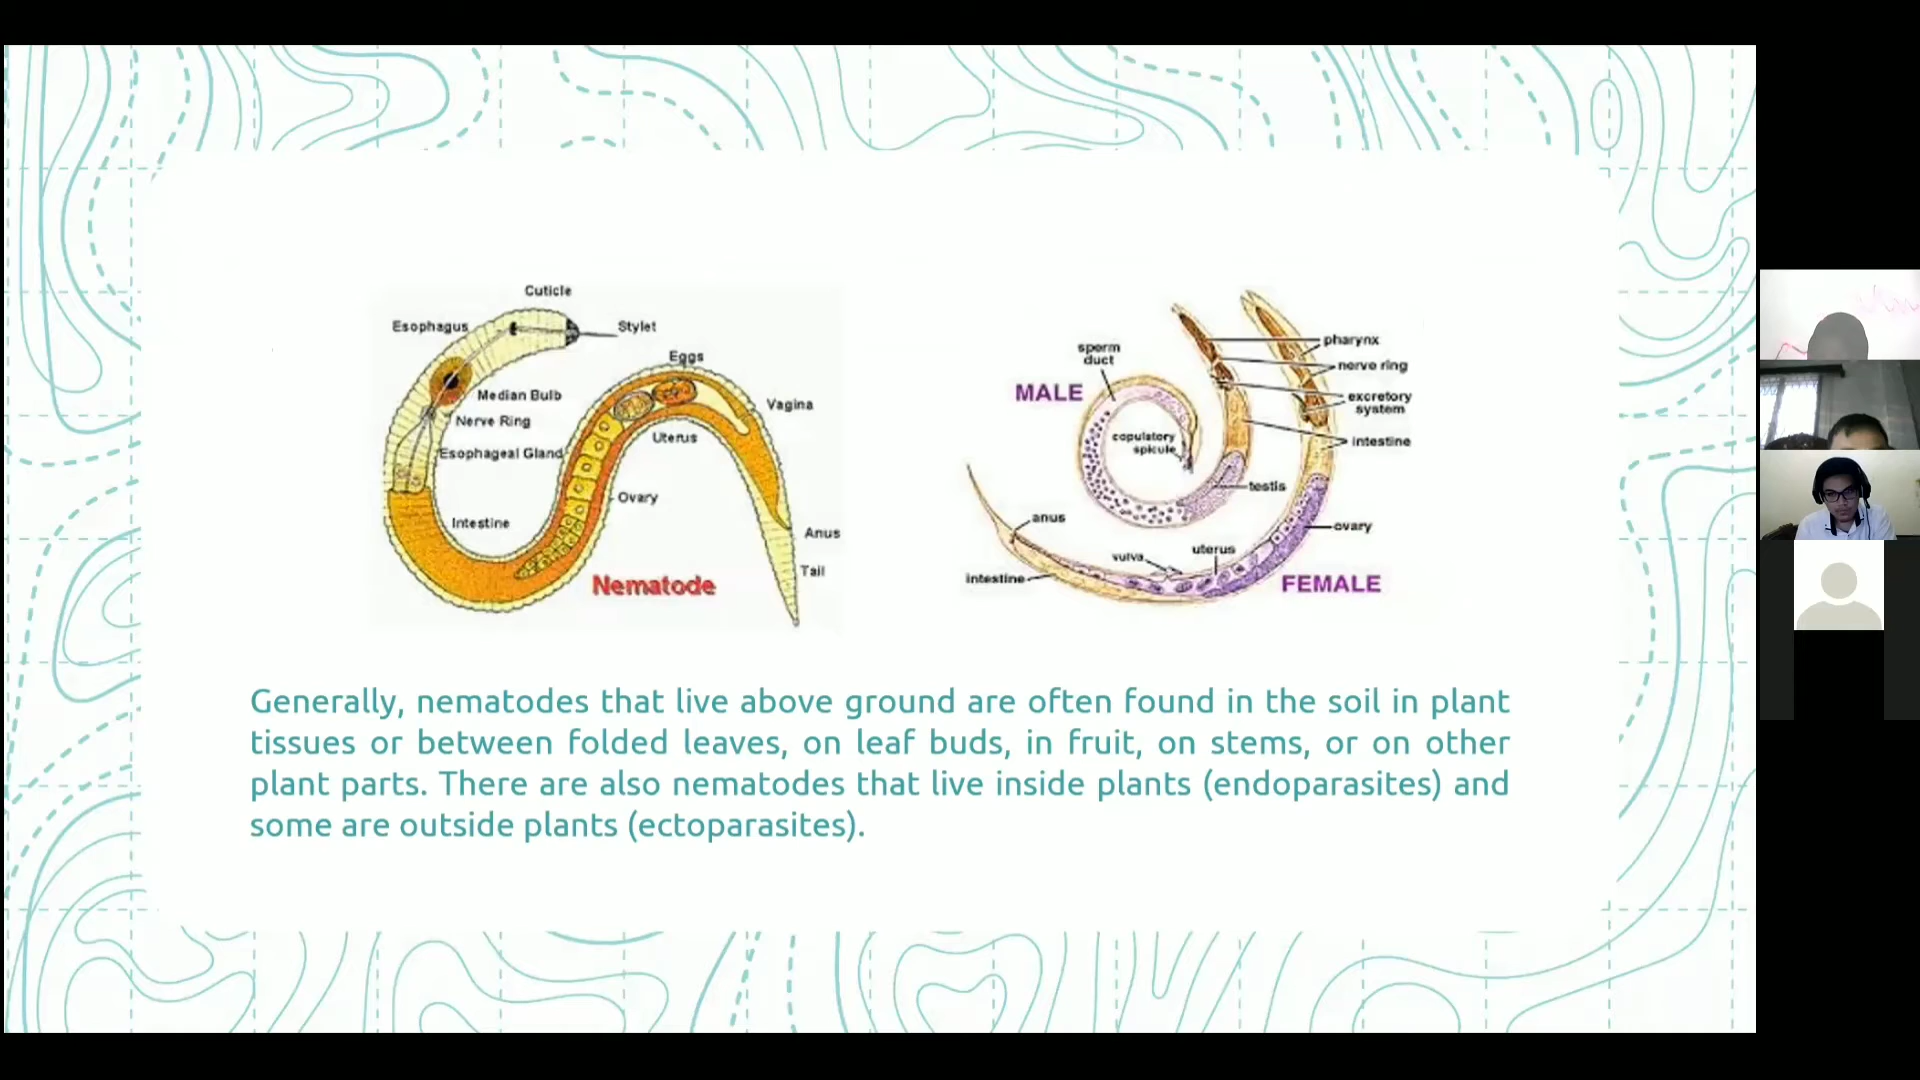 Cuticle
Esophagus
Stylet
Eggs
Median Bulb
Vagina
Nerve Ring
Uterus
Esophageal Gland
Ovary
Intestine
Anus
Tail
Nematode
pharynx
sperm
duct
nerve ring
MALE
excretory
system
copulatory
spicule
intestine
testis
anus
ovary
vulva
uterus
intestine
FEMALE
Generally, nematodes that live above ground are often found in the soil in plant
tissues or between folded leaves, on leaf buds, in fruit, on stems, or on other
plant parts. There are also nematodes that live inside plants (endoparasites) and
some are outside plants (ectoparasites).